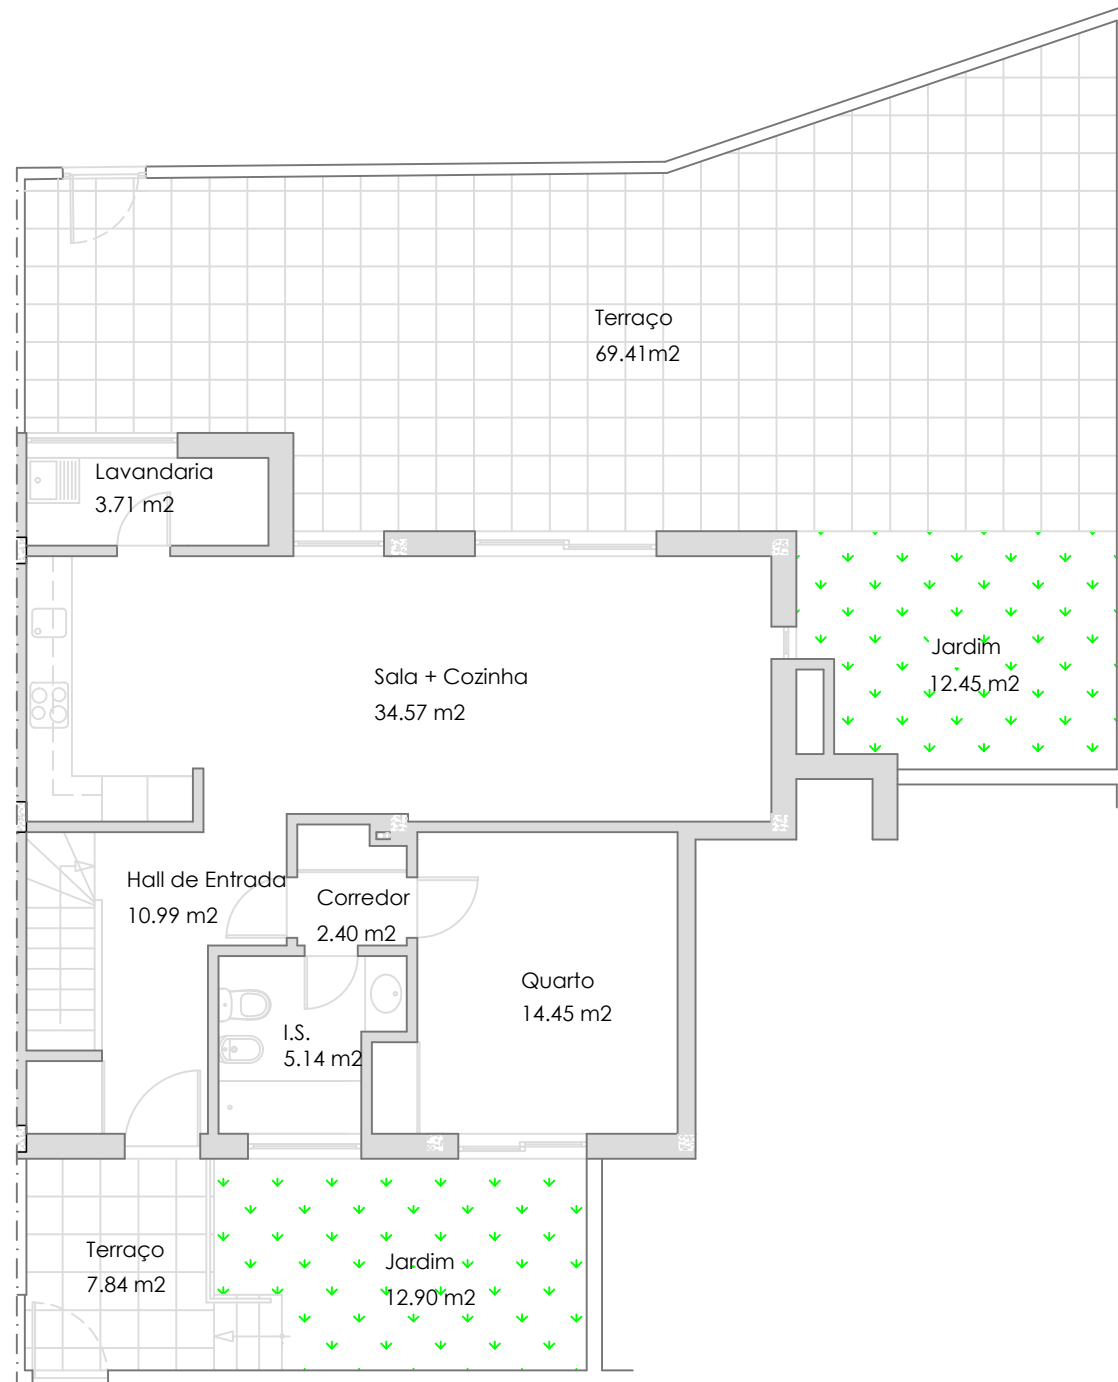 Terraço
69.41m2
Lavandaria
3.71 m2
Jardim
12.45 m2
Sala + Cozinha
34.57 m2
Hall de Entrada
10.99 m2
Corredor
2.40 m2
Quarto
14.45 m2
I.S.
5.14 m2
Terraço
7.84 m2
Jardim
12.90 m2